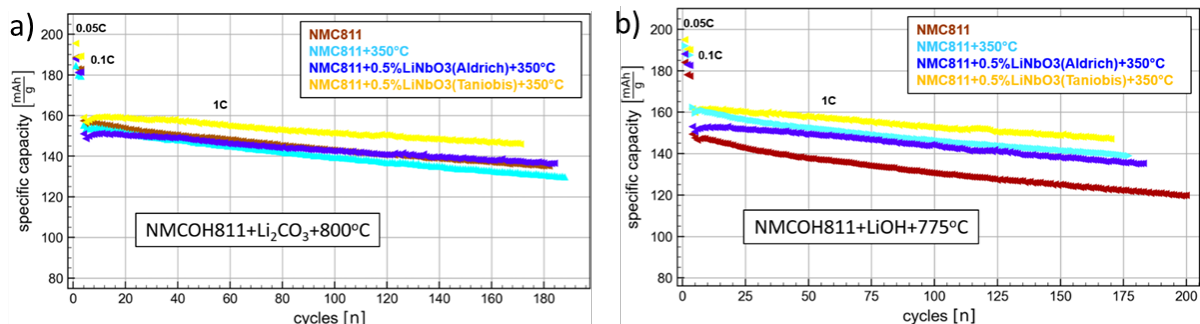 a)
specific capacity [mAh/g]
200
180
160
140
120
100
80
0.05C
0.1C
1C
NMC811
NMC811+350°C
NMC811+0.5%LiNbO3(Aldrich)+350°C
NMC811+0.5%LiNbO3(Taniobis)+350°C
NMCOH811+Li₂CO₃+800°C
0 20 40 60 80 100 120 140 160 180
cycles [n]
b)
specific capacity [mAh/g]
200
180
160
140
120
100
80
0.05C
0.1C
1C
NMC811
NMC811+350°C
NMC811+0.5%LiNbO3(Aldrich)+350°C
NMC811+0.5%LiNbO3(Taniobis)+350°C
NMCOH811+LiOH+775°C
0 25 50 75 100 125 150 175 200
cycles [n]